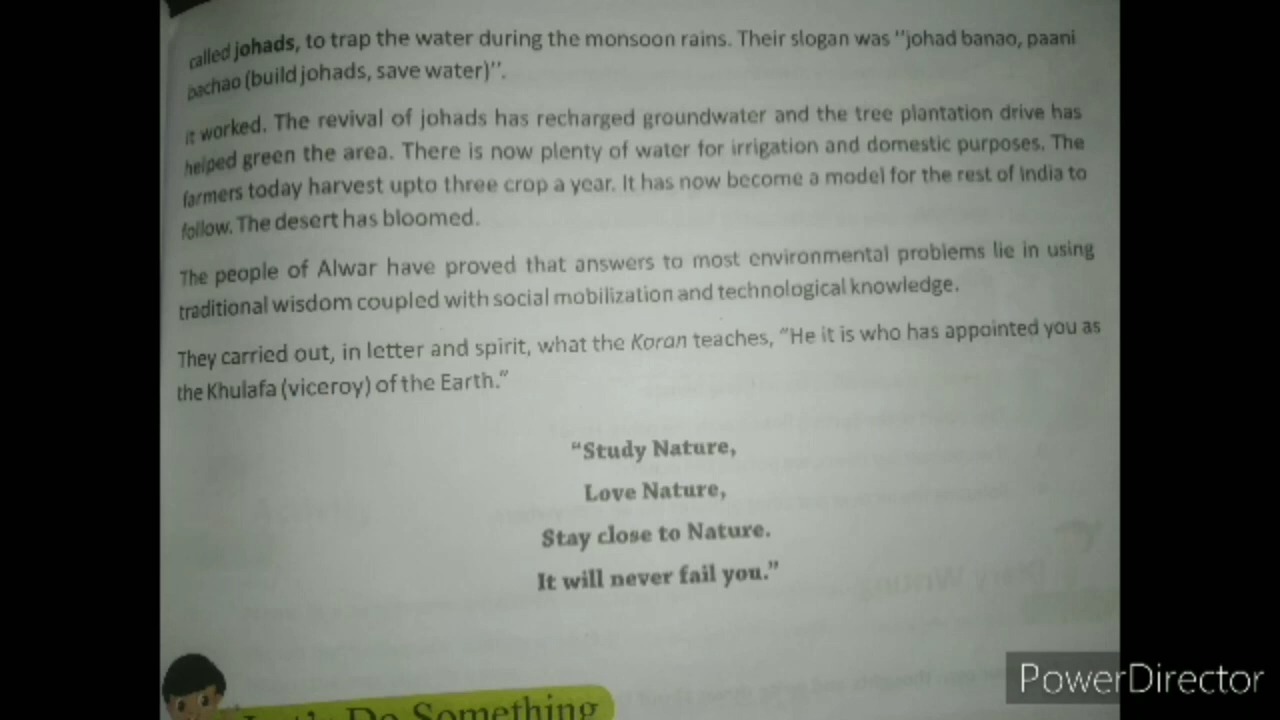 called johads, to trap the water during the monsoon rains. Their slogan was "johad banao, paani
bachao (build johads, save water)".
it worked. The revival of johads has recharged groundwater and the tree plantation drive has
helped green the area. There is now plenty of water for irrigation and domestic purposes. The
farmers today harvest upto three crop a year. It has now become a model for the rest of India to
follow. The desert has bloomed.
The people of Alwar have proved that answers to most environmental problems lie in using
traditional wisdom coupled with social mobilization and technological knowledge.
They carried out, in letter and spirit, what the Koran teaches, "He it is who has appointed you as
the Khulafa (viceroy) of the Earth."
"Study Nature,
Love Nature,
Stay close to Nature.
It will never fail you."
Do Something
PowerDirector